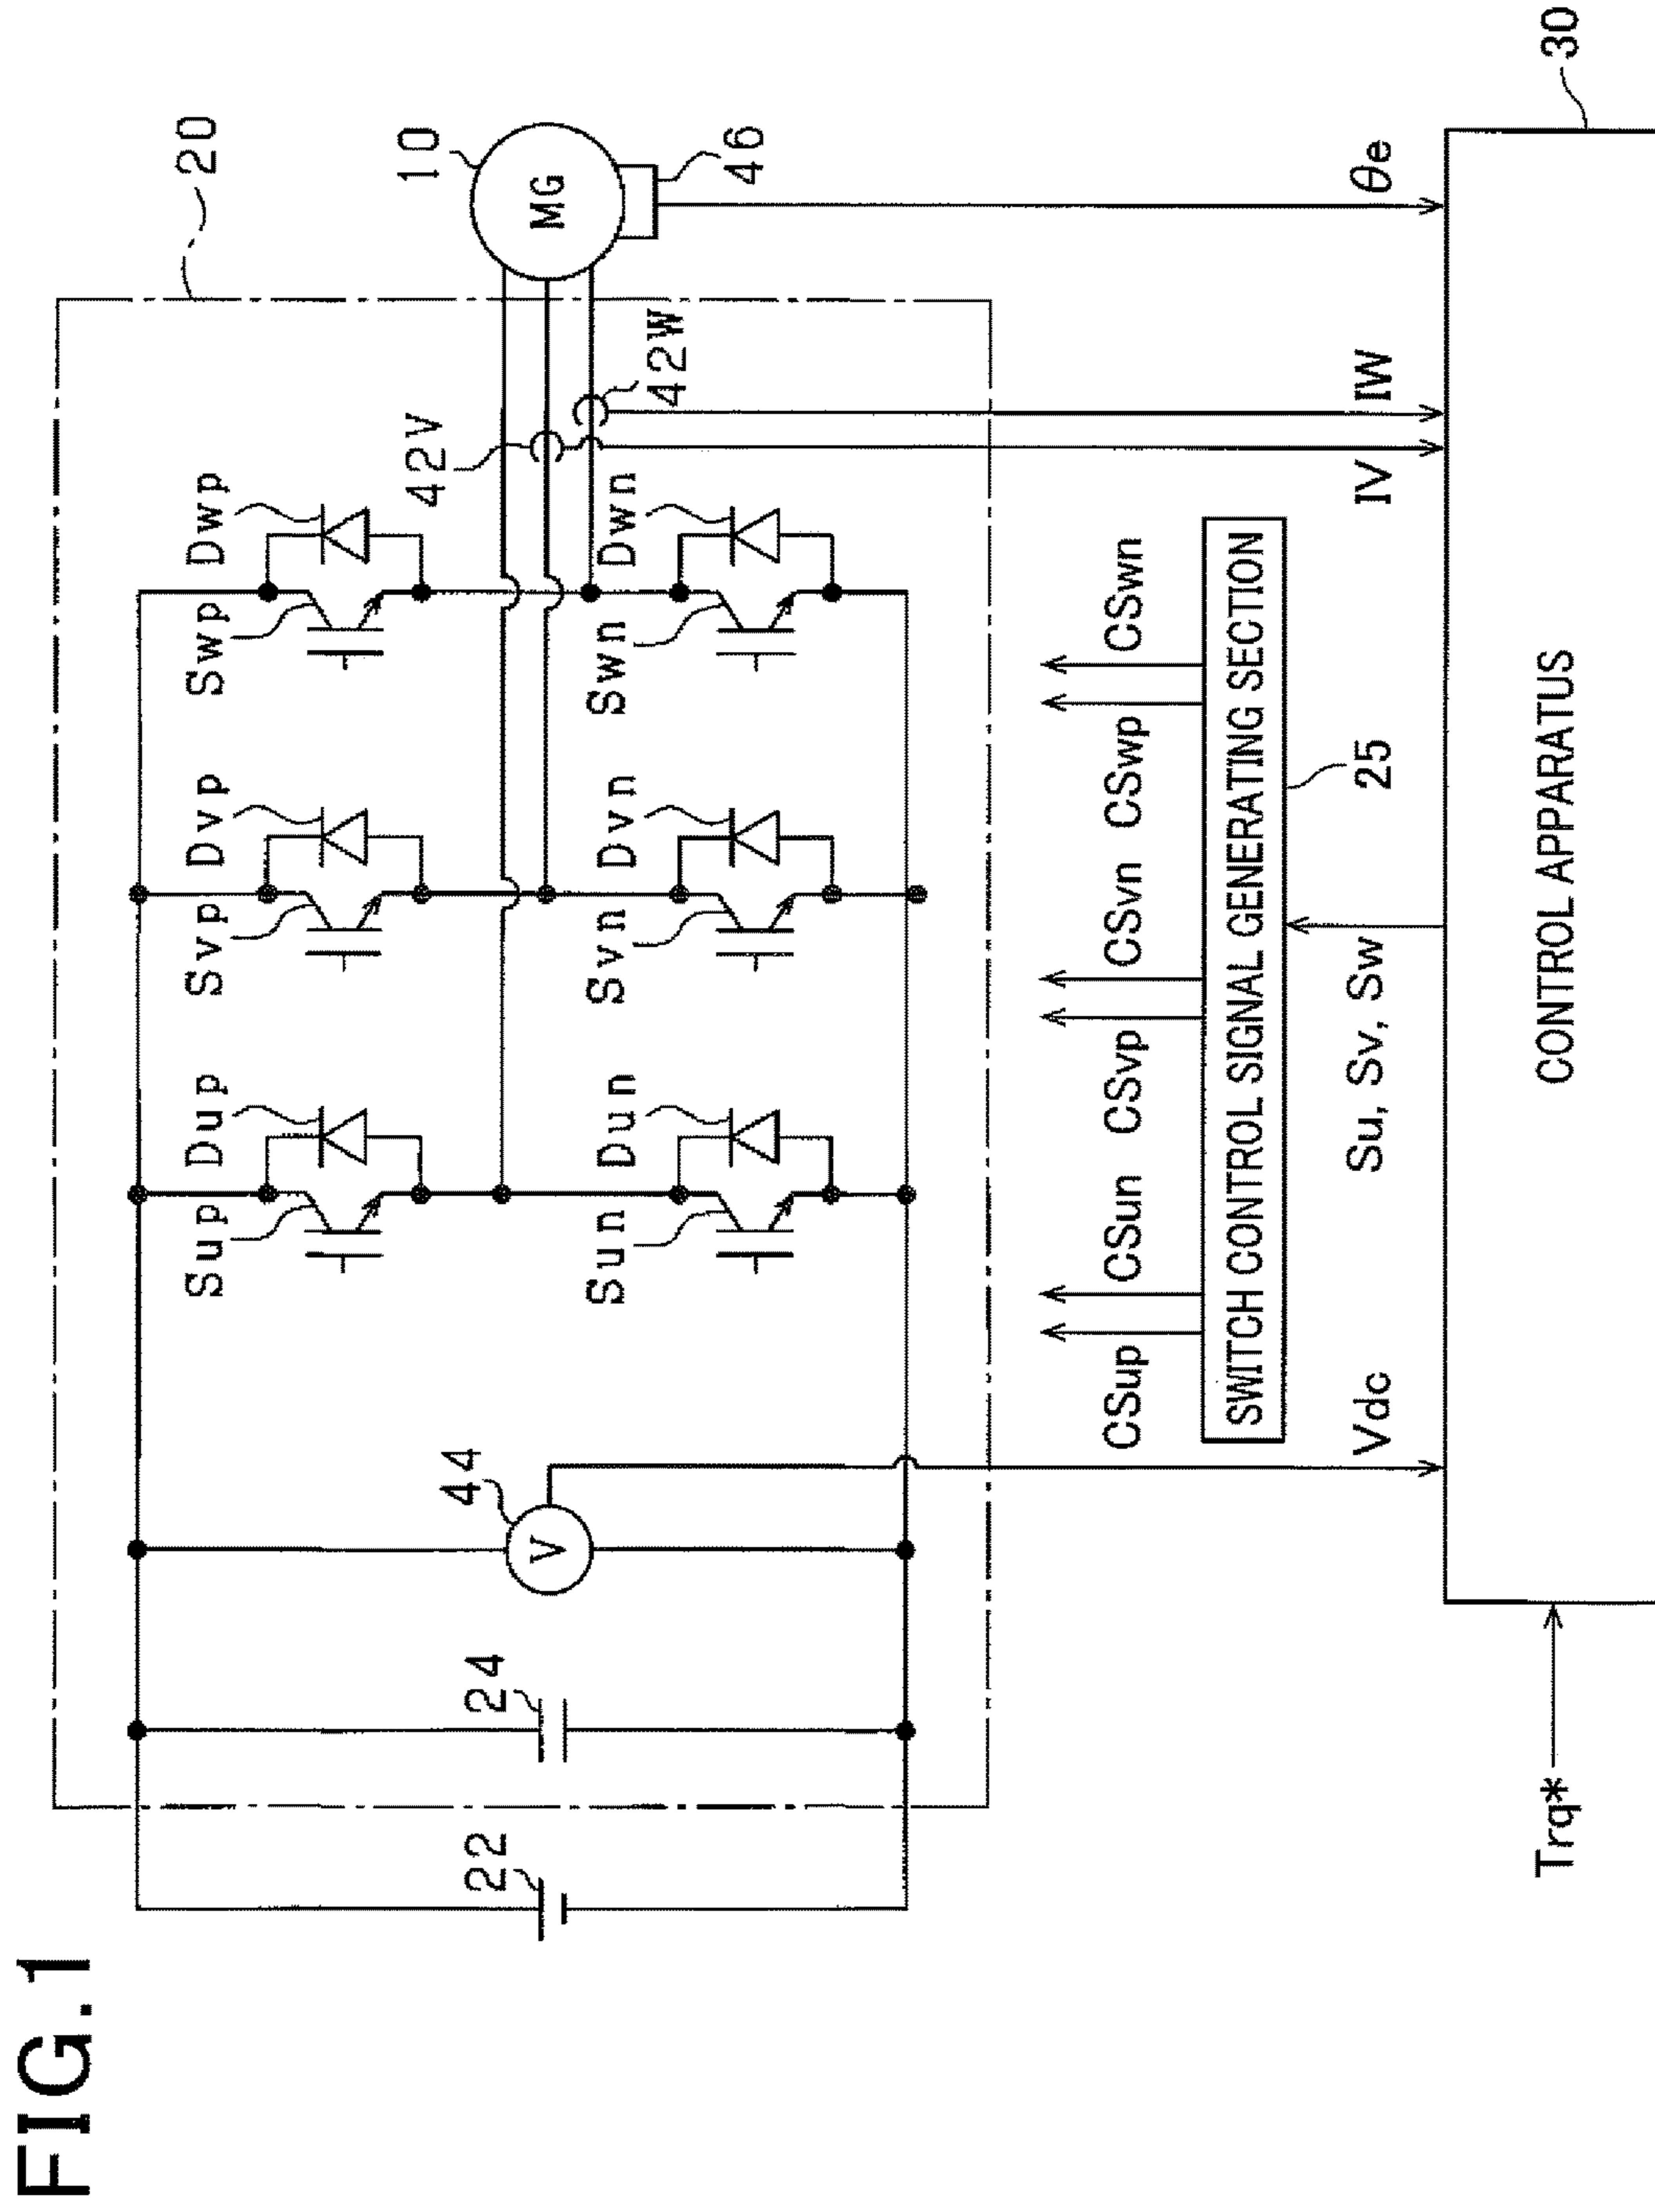 FIG.1
20
Sup Dup
Svp Dvp
Swp Dwp
10
MG
42V
44
V
22
24
42W
46
Sun Dun
Svn Dvn
Swn Dwn
CSup CSun CSvp CSvn CSwp CSwn
SWITCH CONTROL SIGNAL GENERATING SECTION
25
Vdc
Su, Sv, Sw
IV IW
θe
Trq*
CONTROL APPARATUS
30